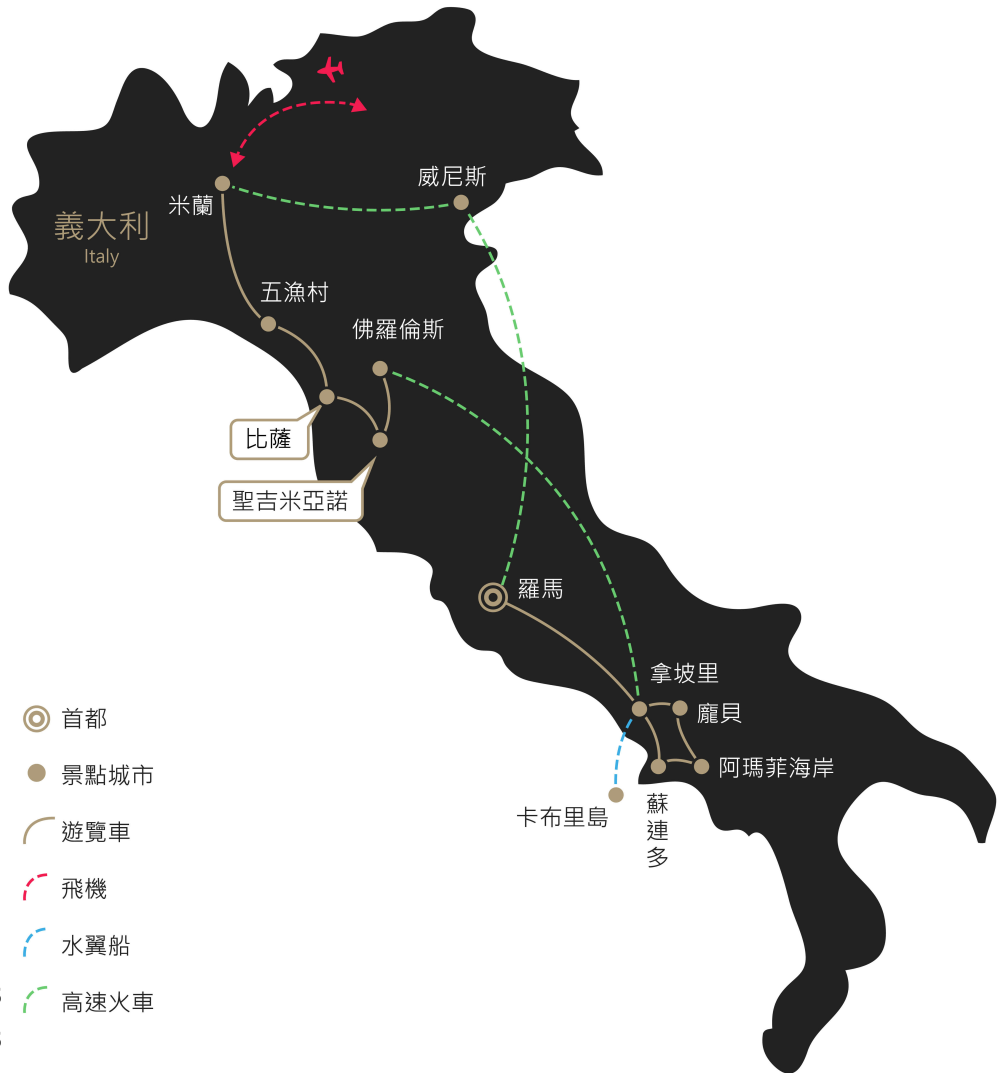 威尼斯
米蘭
義大利
Italy
五漁村
佛羅倫斯
比薩
聖吉米亞諾
羅馬
拿坡里
龐貝
阿瑪菲海岸
卡布里島
蘇連多
首都
景點城市
遊覽車
飛機
水翼船
高速火車